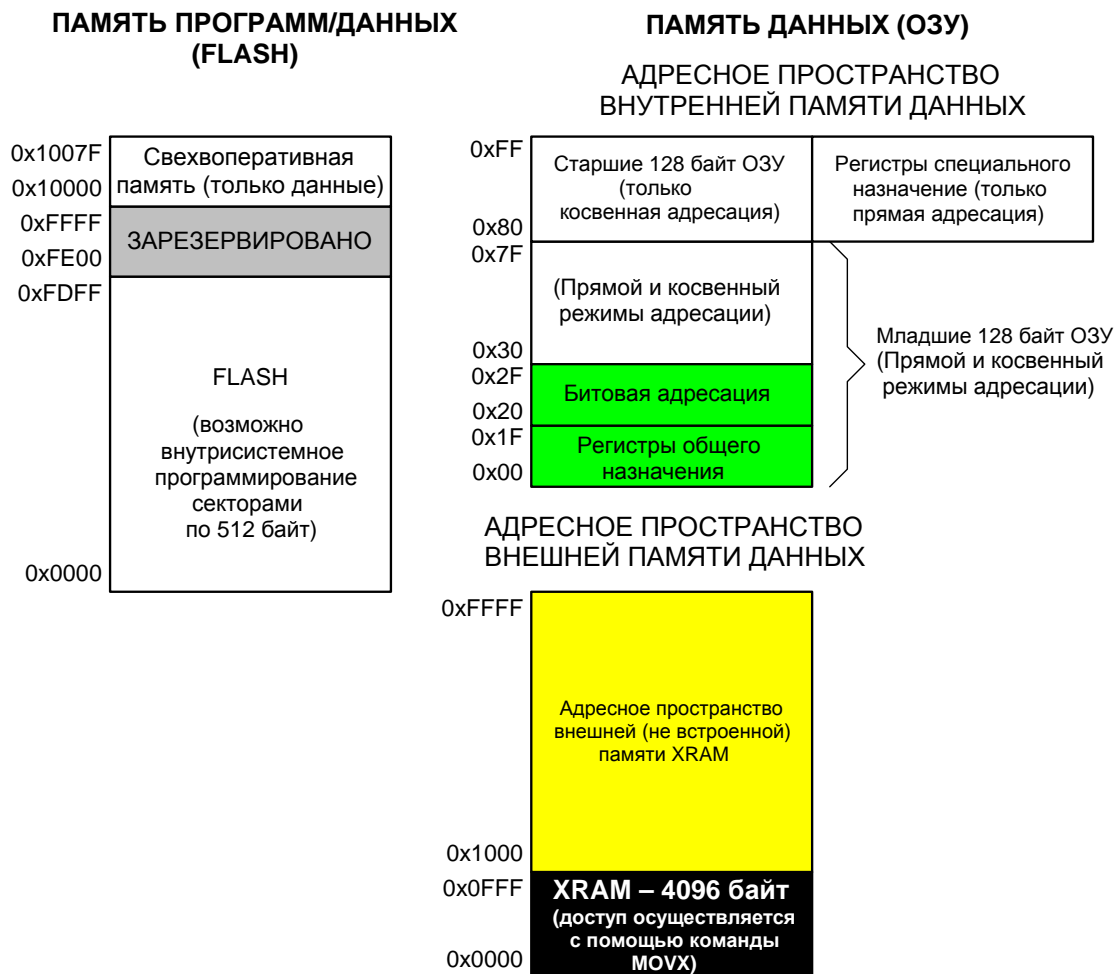 ПАМЯТЬ ПРОГРАММ/ДАННЫХ
(FLASH)
0x1007F
0x10000
Свехвоперативная
память (только данные)
0xFFFF
0xFE00
ЗАРЕЗЕРВИРОВАНО
0xFDFF
FLASH
(возможно
внутрисистемное
программирование
секторами
по 512 байт)
0x0000
ПАМЯТЬ ДАННЫХ (ОЗУ)
АДРЕСНОЕ ПРОСТРАНСТВО
ВНУТРЕННЕЙ ПАМЯТИ ДАННЫХ
0xFF
Старшие 128 байт ОЗУ
(только
косвенная адресация)
0x80
Регистры специального
назначение (только
прямая адресация)
0x7F
(Прямой и косвенный
режимы адресации)
0x30
0x2F
Битовая адресация
0x20
0x1F
Регистры общего
назначения
0x00
Младшие 128 байт ОЗУ
(Прямой и косвенный
режимы адресации)
АДРЕСНОЕ ПРОСТРАНСТВО
ВНЕШНЕЙ ПАМЯТИ ДАННЫХ
0xFFFF
Адресное пространство
внешней (не встроенной)
памяти XRAM
0x1000
0x0FFF
XRAM – 4096 байт
(доступ осуществляется
с помощью команды
MOVX)
0x0000